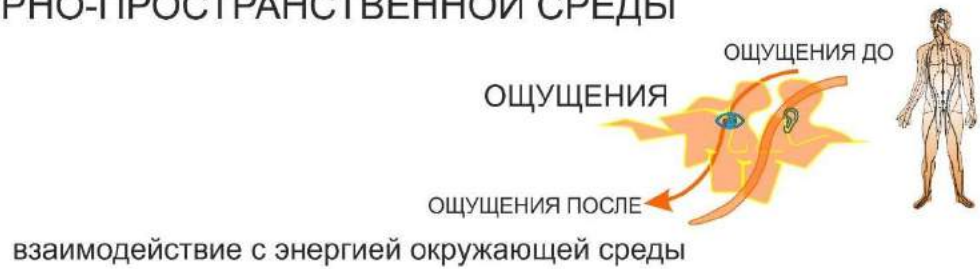 РНО-ПРОСТРАНСТВЕННОЙ СРЕДЫ
ОЩУЩЕНИЯ ДО
ОЩУЩЕНИЯ
ОЩУЩЕНИЯ ПОСЛЕ
взаимодействие с энергией окружающей среды